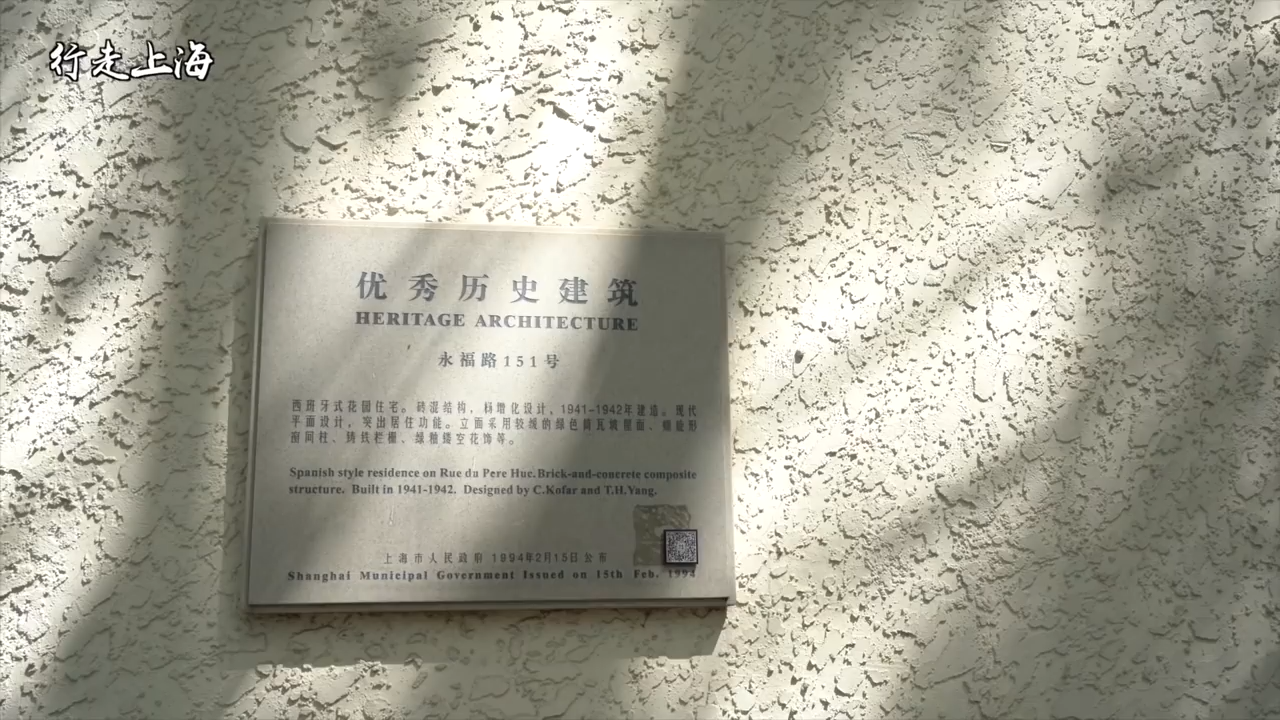 行走上海
优秀历史建筑
HERITAGE ARCHITECTURE
永福路151号
西班牙式花园住宅。砖混结构，杨增化设计，1941-1942年建造。现代
平面设计，突出居住功能。立面采用较缓的绿色筒瓦坡屋面、螺旋形
窗间柱、铸铁栏栅、绿釉镂空花饰等。
Spanish style residence on Rue du Pere Huc.Brick-and-concrete composite
structure. Built in 1941-1942. Designed by C.Kofar and T.H.Yang.
上海市人民政府 1994年2月15日公布
Shanghai Municipal Government Issued on 15th Feb. 1994